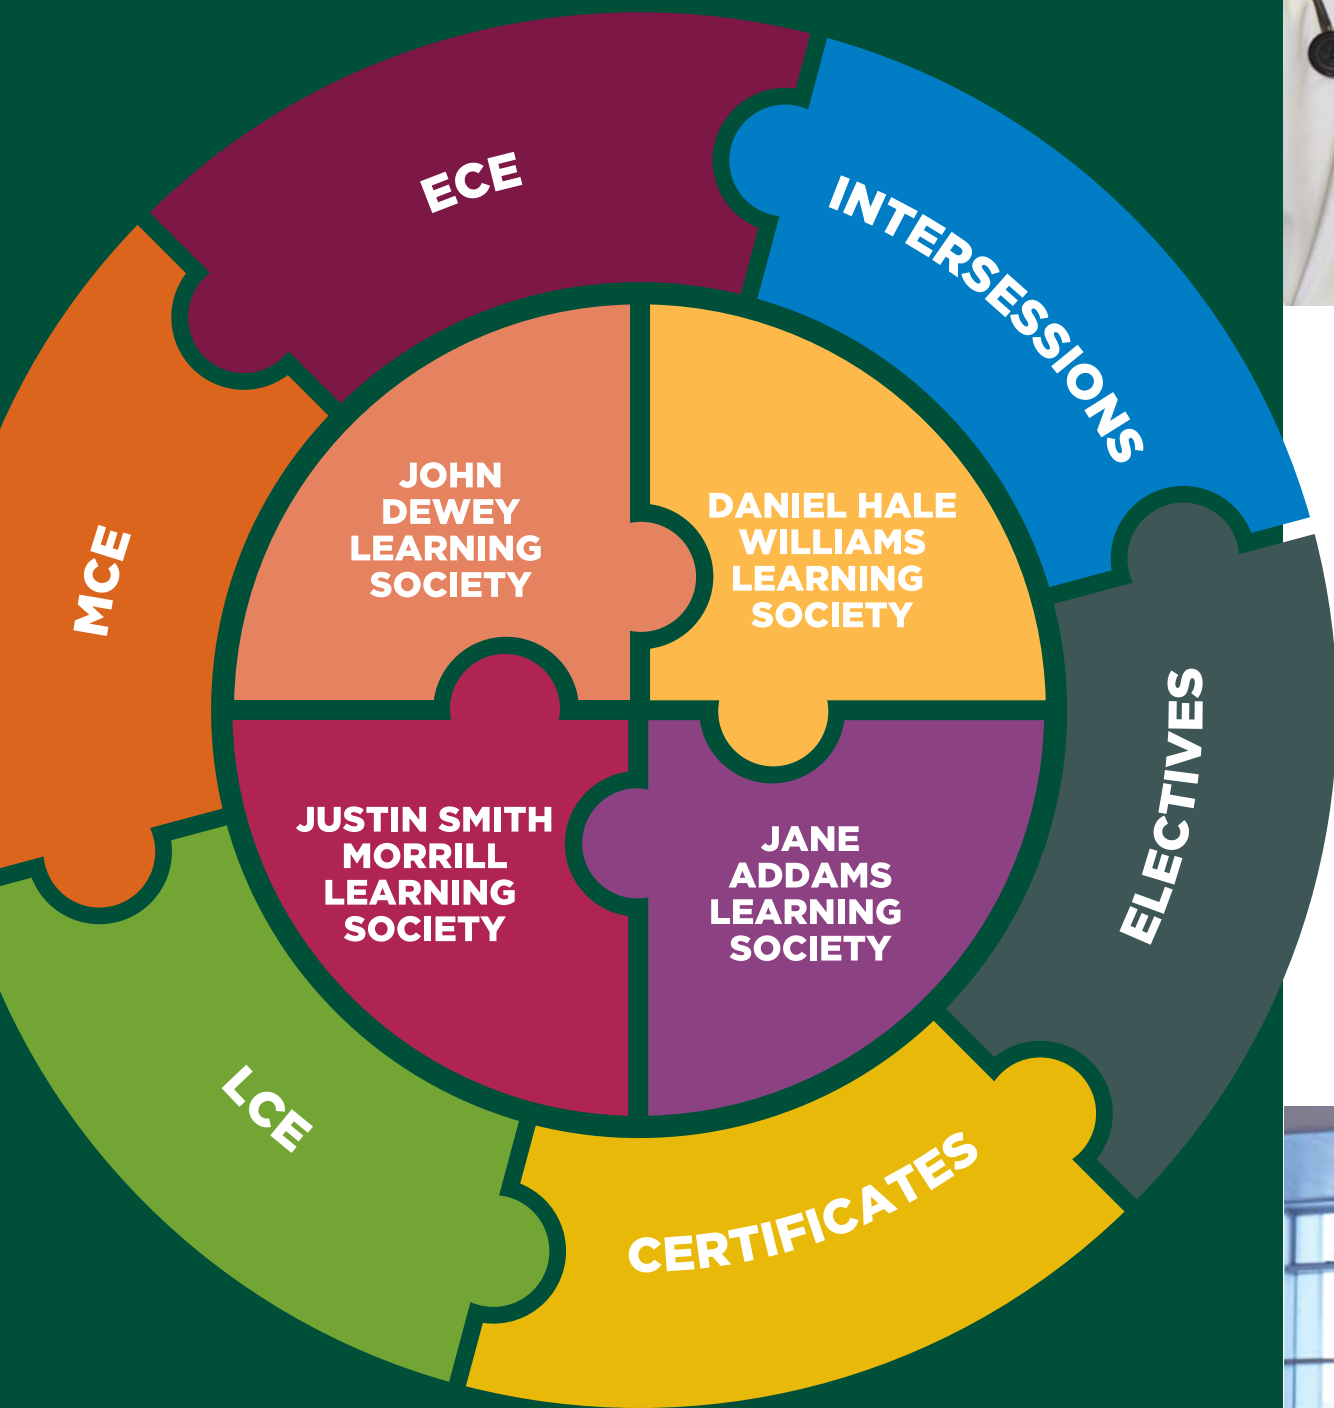 ECE
INTERSESSIONS
MCE
JOHN
DEWEY
LEARNING
SOCIETY
DANIEL HALE
WILLIAMS
LEARNING
SOCIETY
ELECTIVES
JUSTIN SMITH
MORRILL
LEARNING
SOCIETY
JANE
ADDAMS
LEARNING
SOCIETY
LCE
CERTIFICATES